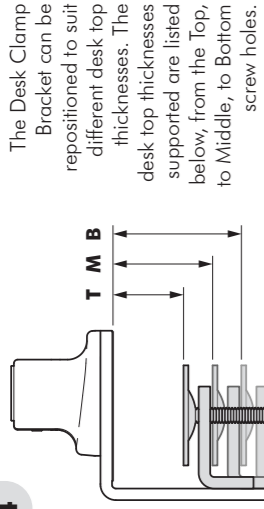 The Desk Clamp
Bracket can be
repositioned to suit
different desk top
thicknesses. The
desk top thicknesses
supported are listed
below, from the Top,
to Middle, to Bottom
screw holes.
T M B